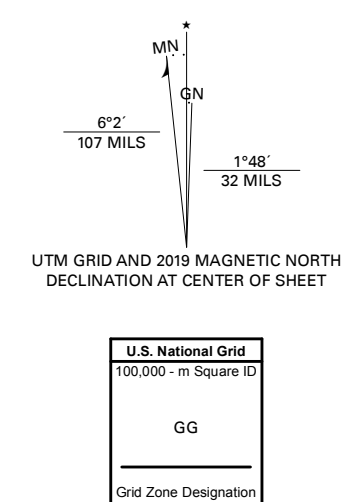 ★
MN
GN
6°2´
107 MILS
1°48´
32 MILS
UTM GRID AND 2019 MAGNETIC NORTH
DECLINATION AT CENTER OF SHEET
U.S. National Grid
100,000 - m Square ID
GG
Grid Zone Designation